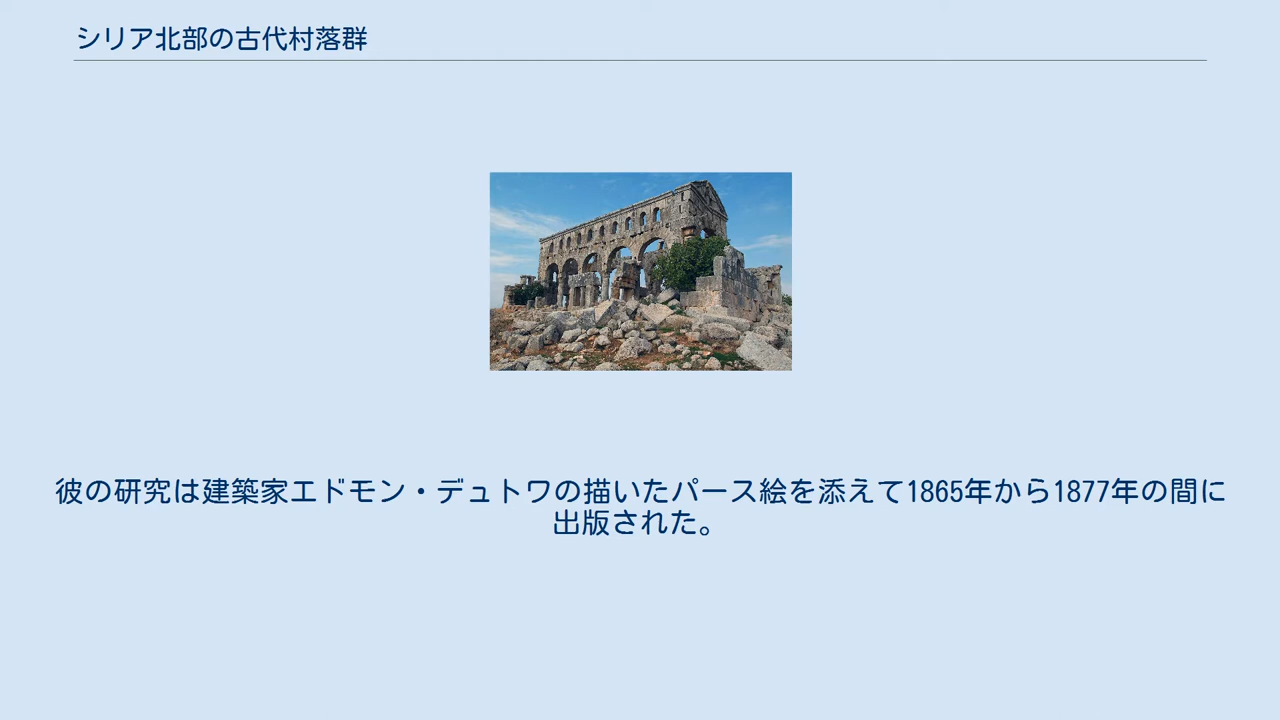 シリア北部の古代村落群
彼の研究は建築家エドモン・デュトワの描いたパース絵を添えて1865年から1877年の間に
出版された。